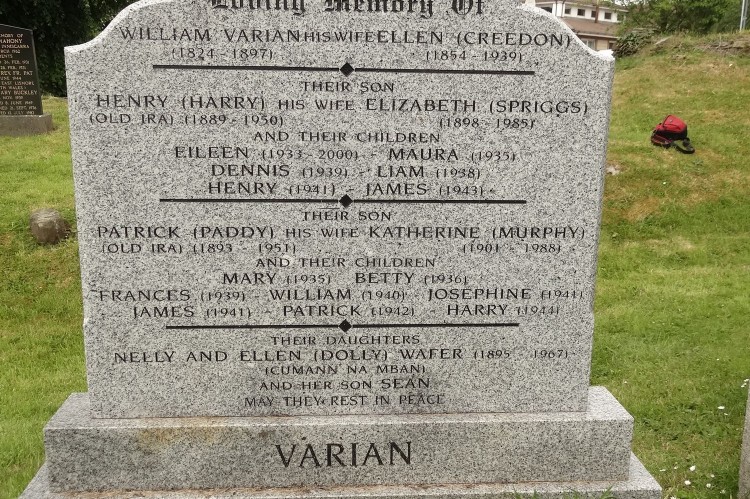 Loving Memory Of
WILLIAM VARIAN HIS WIFE ELLEN (CREEDON)
(1824 - 1897) (1854 - 1939)
THEIR SON
HENRY (HARRY) HIS WIFE ELIZABETH (SPRIGGS)
(OLD IRA) (1889 - 1950) (1898 - 1985)
AND THEIR CHILDREN
EILEEN (1933 - 2000) - MAURA (1935)
DENNIS (1939) - LIAM (1938)
HENRY (1941) - JAMES (1943)
THEIR SON
PATRICK (PADDY) HIS WIFE KATHERINE (MURPHY)
(OLD IRA) (1893 - 1951) (1901 - 1988)
AND THEIR CHILDREN
MARY (1935) BETTY (1936)
FRANCES (1939) - WILLIAM (1940) - JOSEPHINE (1941
JAMES (1941) - PATRICK (1942) - HARRY (1944)
THEIR DAUGHTERS
NELLY AND ELLEN (DOLLY) WAFER (1895 - 1967)
(CUMANN NA MBAN)
AND HER SON SEAN
MAY THEY REST IN PEACE
VARIAN
MEMORY OF